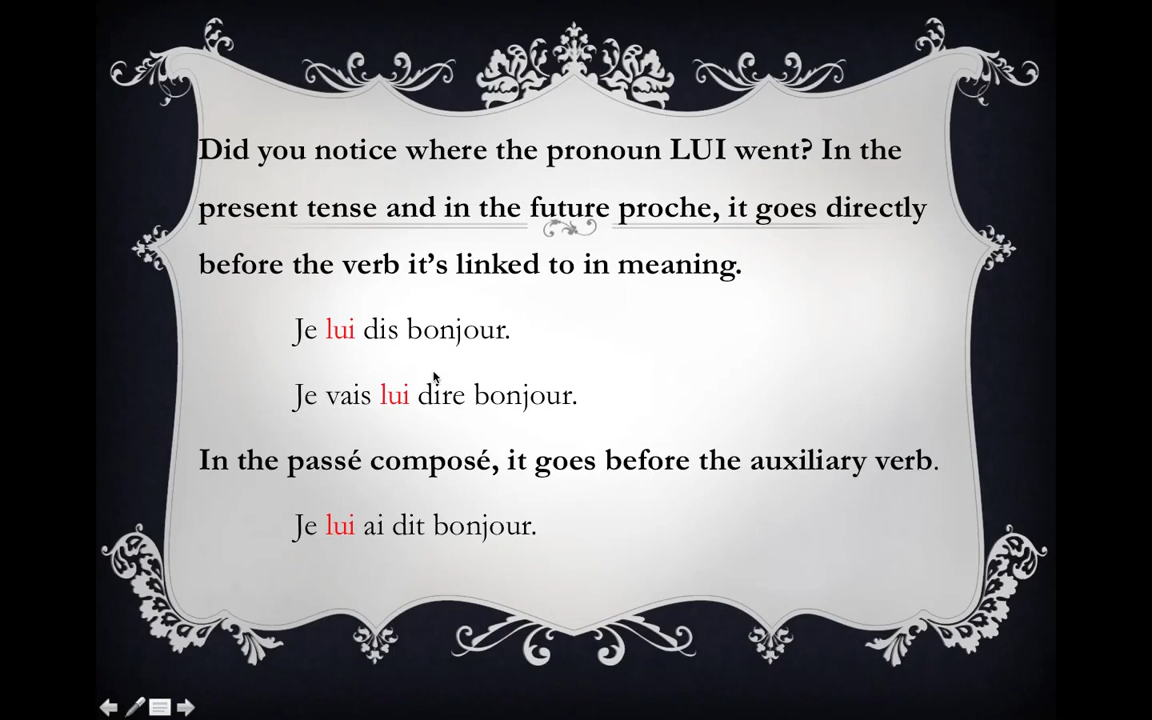 Did you notice where the pronoun LUI went? In the
present tense and in the future proche, it goes directly
before the verb it’s linked to in meaning.
Je lui dis bonjour.
Je vais lui dire bonjour.
In the passé composé, it goes before the auxiliary verb.
Je lui ai dit bonjour.